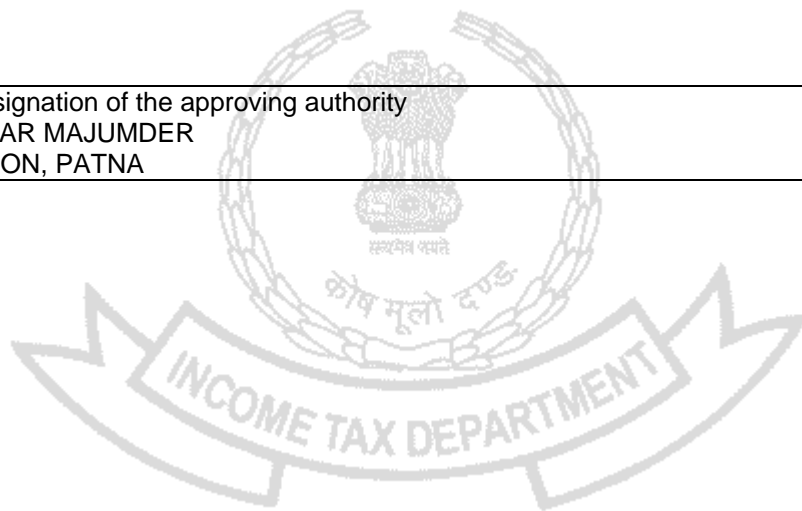 signation of the approving authority
AR MAJUMDER
ON, PATNA
सत्यमेव जयते
कोष मूलो दण्डः
INCOME TAX DEPARTMENT